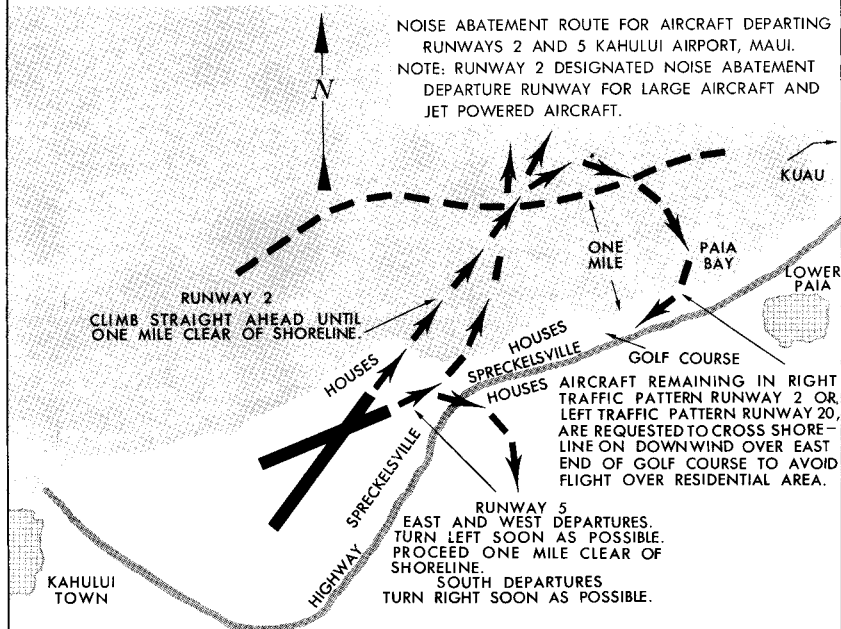 NOISE ABATEMENT ROUTE FOR AIRCRAFT DEPARTING
RUNWAYS 2 AND 5 KAHULUI AIRPORT, MAUI.
NOTE: RUNWAY 2 DESIGNATED NOISE ABATEMENT
DEPARTURE RUNWAY FOR LARGE AIRCRAFT AND
JET POWERED AIRCRAFT.
N
KUAU
ONE
MILE
PAIA
BAY
LOWER
PAIA
RUNWAY 2
CLIMB STRAIGHT AHEAD UNTIL
ONE MILE CLEAR OF SHORELINE.
HOUSES
HOUSES
SPRECKELSVILLE
HOUSES
GOLF COURSE
AIRCRAFT REMAINING IN RIGHT
TRAFFIC PATTERN RUNWAY 2 OR
LEFT TRAFFIC PATTERN RUNWAY 20,
ARE REQUESTED TO CROSS SHORE-
LINE ON DOWNWIND OVER EAST
END OF GOLF COURSE TO AVOID
FLIGHT OVER RESIDENTIAL AREA.
SPRECKELSVILLE
HIGHWAY
RUNWAY 5
EAST AND WEST DEPARTURES.
TURN LEFT SOON AS POSSIBLE.
PROCEED ONE MILE CLEAR OF
SHORELINE.
SOUTH DEPARTURES
TURN RIGHT SOON AS POSSIBLE.
KAHULUI
TOWN